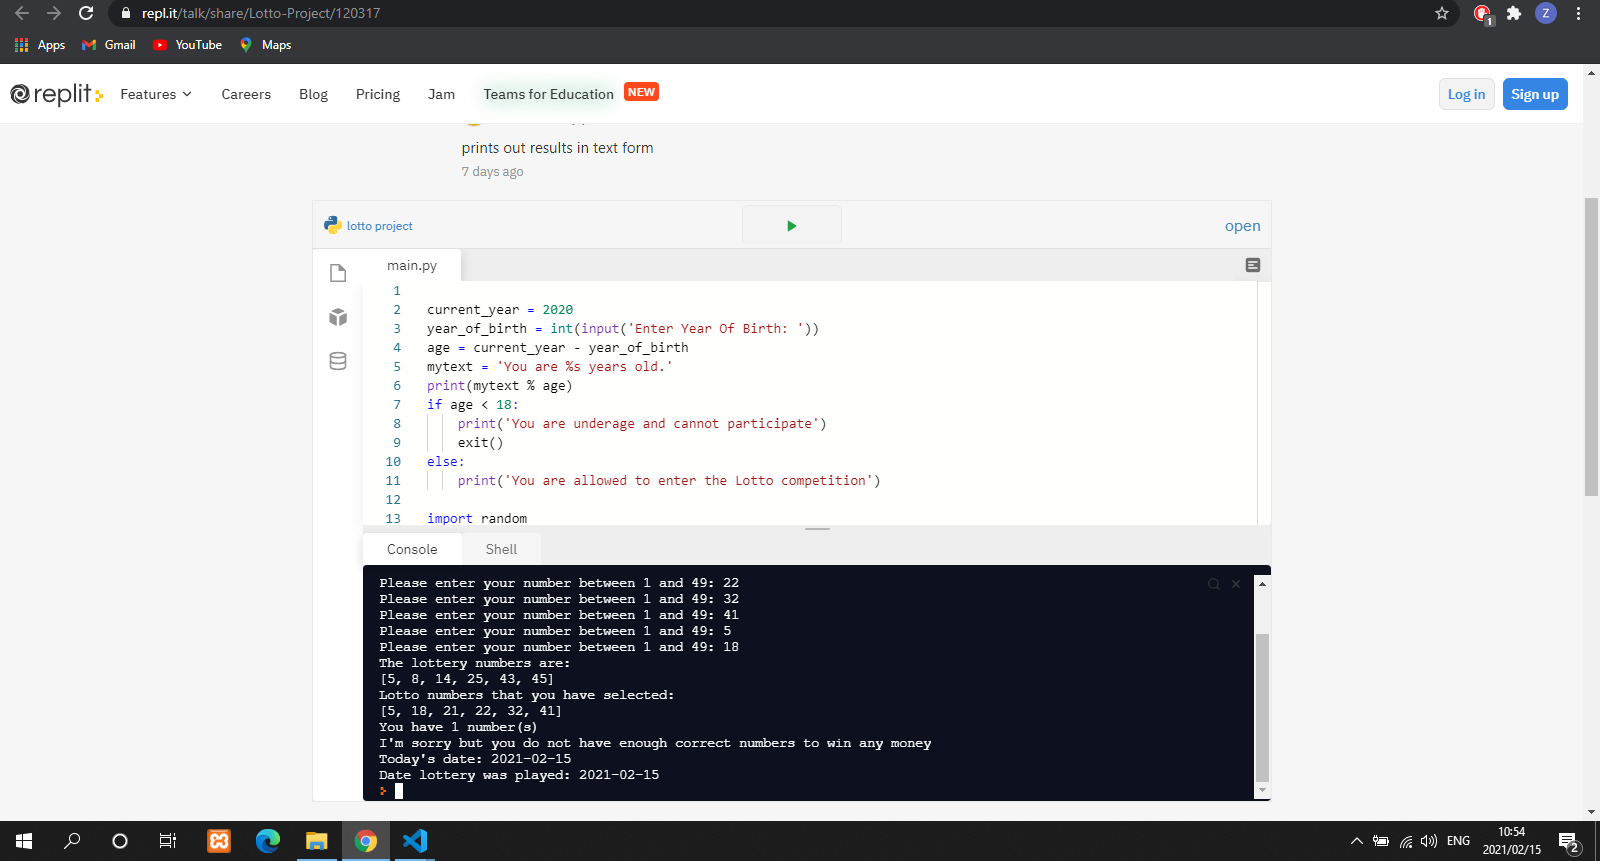 repl.it/talk/share/Lotto-Project/120317
1
Z
Apps Gmail YouTube Maps
replit Features Careers Blog Pricing Jam Teams for Education NEW Log in Sign up
prints out results in text form
7 days ago
lotto project open
main.py
1
2 current_year = 2020
3 year_of_birth = int(input('Enter Year Of Birth: '))
4 age = current_year - year_of_birth
5 mytext = 'You are %s years old.'
6 print(mytext % age)
7 if age < 18:
8 print('You are underage and cannot participate')
9 exit()
10 else:
11 print('You are allowed to enter the Lotto competition')
12
13 import random
Console Shell
Please enter your number between 1 and 49: 22
Please enter your number between 1 and 49: 32
Please enter your number between 1 and 49: 41
Please enter your number between 1 and 49: 5
Please enter your number between 1 and 49: 18
The lottery numbers are:
[5, 8, 14, 25, 43, 45]
Lotto numbers that you have selected:
[5, 18, 21, 22, 32, 41]
You have 1 number(s)
I'm sorry but you do not have enough correct numbers to win any money
Today's date: 2021-02-15
Date lottery was played: 2021-02-15
ENG
10:54
2021/02/15
2